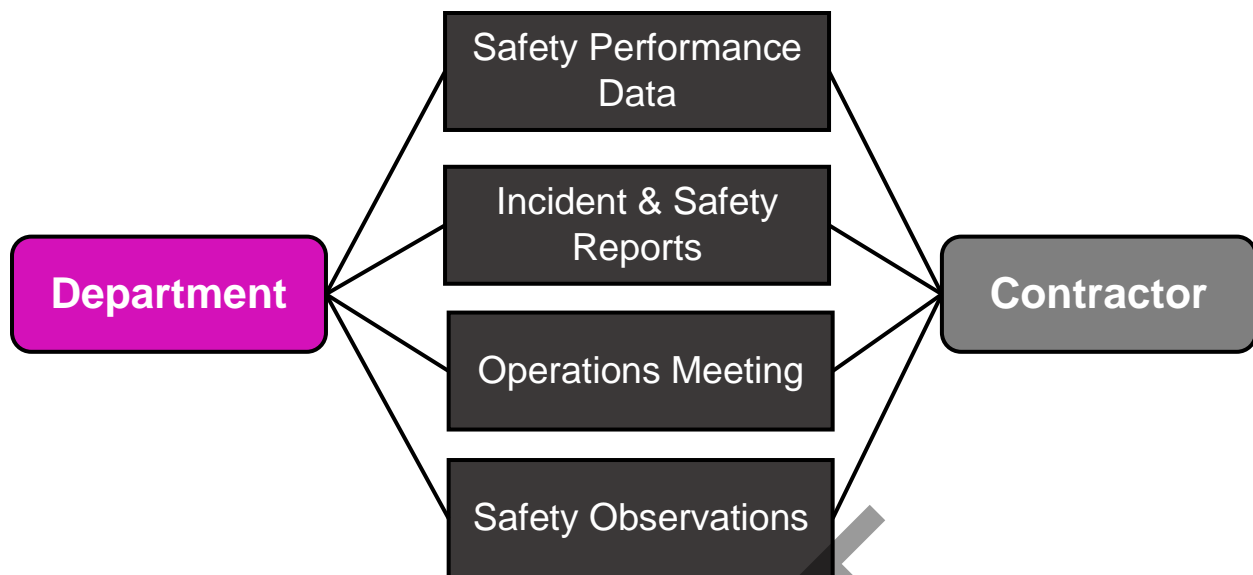 Safety Performance
Data
Incident & Safety
Reports
Department
Contractor
Operations Meeting
Safety Observations